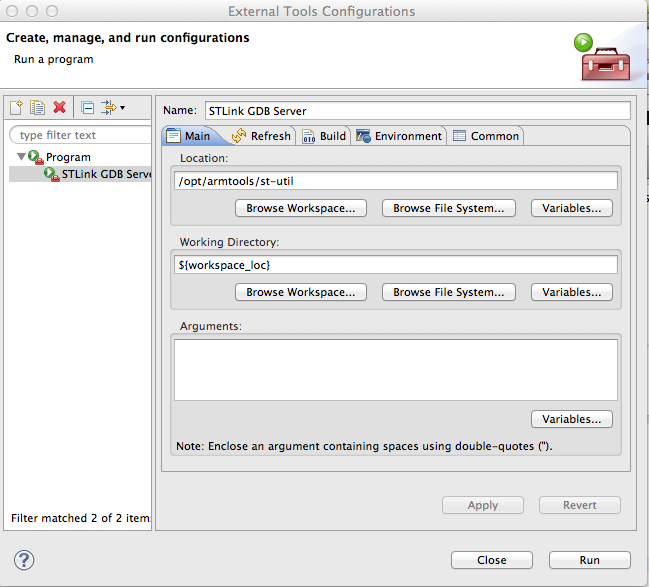 External Tools Configurations
Create, manage, and run configurations
Run a program
Name: STLink GDB Server
type filter text
Main Refresh Build Environment Common
Program
STLink GDB Serve
Location:
/opt/armtools/st-util
Browse Workspace... Browse File System... Variables...
Working Directory:
${workspace_loc}
Browse Workspace... Browse File System... Variables...
Arguments:
Variables...
Note: Enclose an argument containing spaces using double-quotes (").
Apply Revert
Filter matched 2 of 2 item
? Close Run